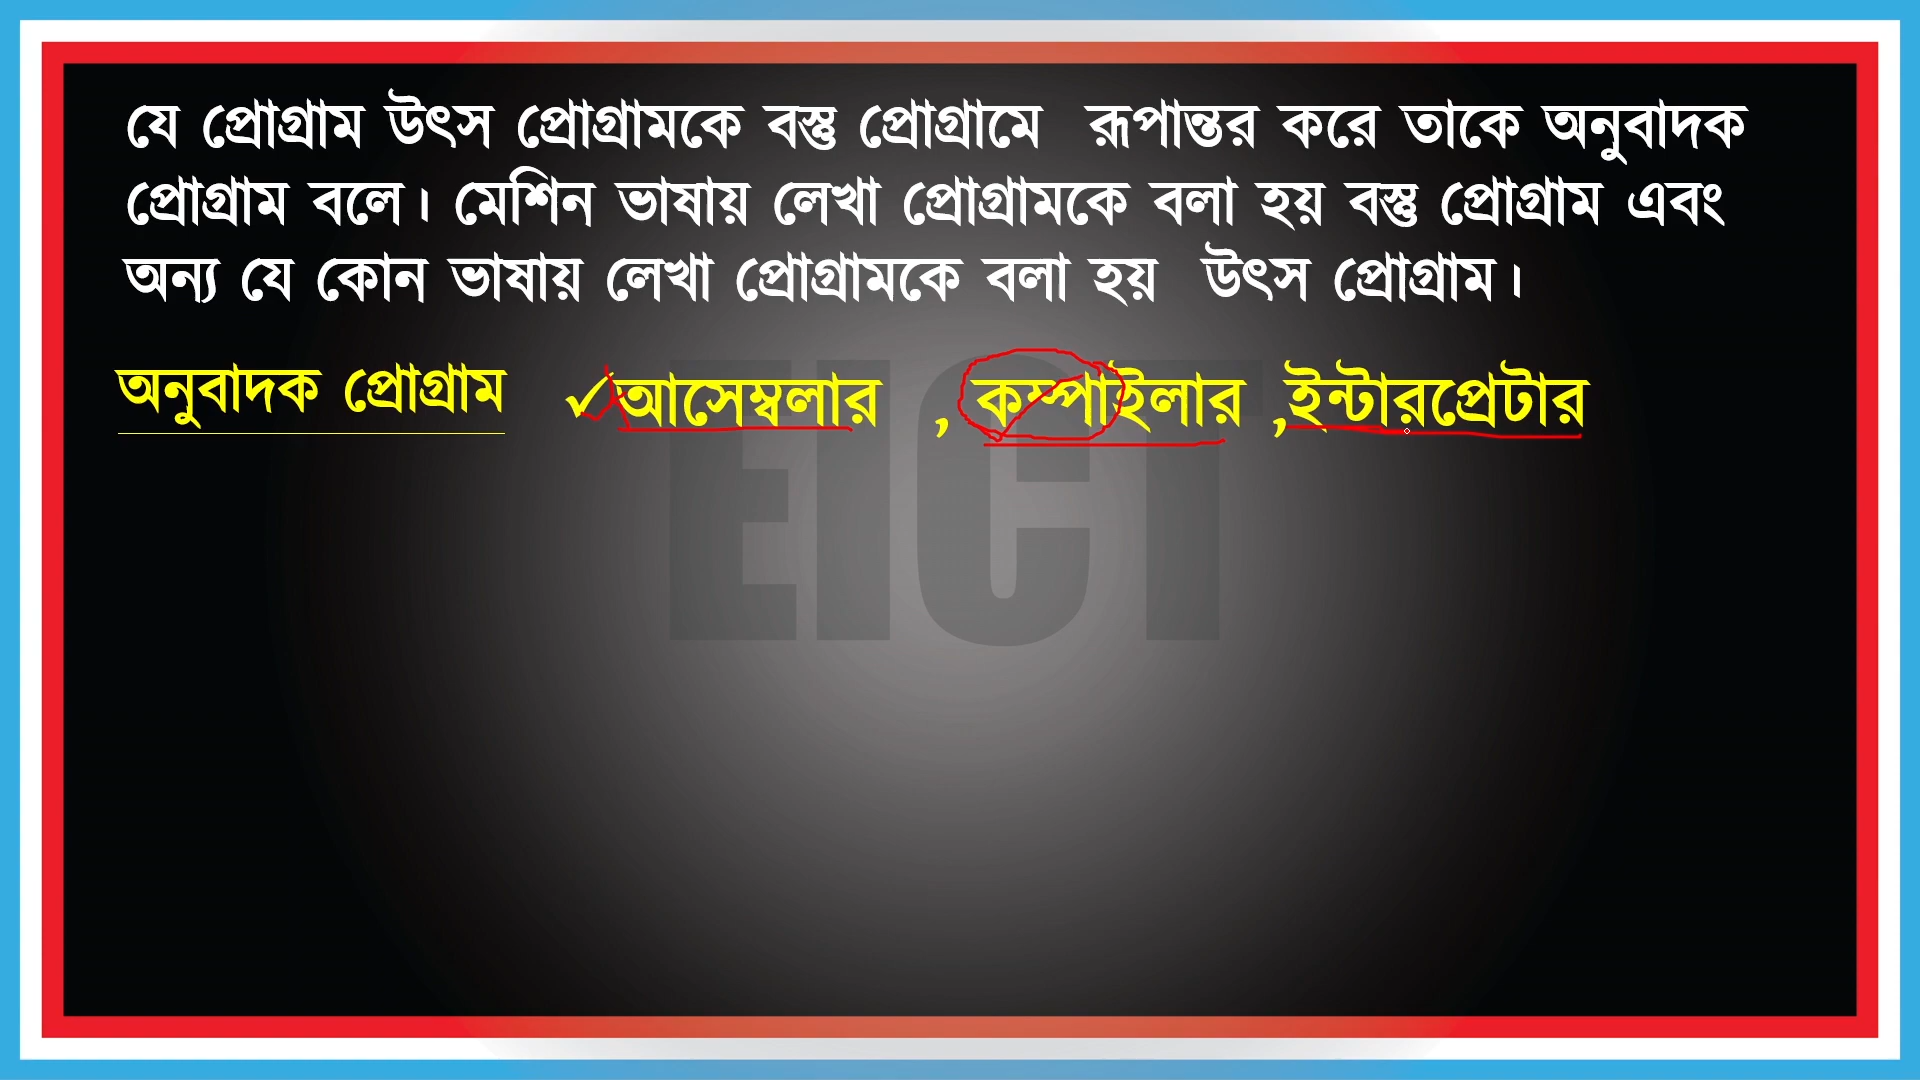 যে প্রোগ্রাম উৎস প্রোগ্রামকে বস্তু প্রোগ্রামে রূপান্তর করে তাকে অনুবাদক
প্রোগ্রাম বলে। মেশিন ভাষায় লেখা প্রোগ্রামকে বলা হয় বস্তু প্রোগ্রাম এবং
অন্য যে কোন ভাষায় লেখা প্রোগ্রামকে বলা হয় উৎস প্রোগ্রাম।
অনুবাদক প্রোগ্রাম ✓আসেম্বলার , কম্পাইলার ,ইন্টারপ্রেটার
EICT